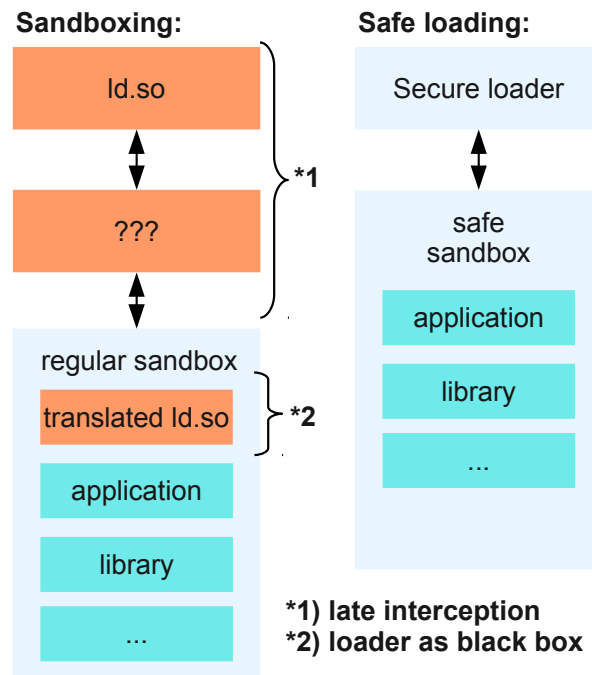 Sandboxing:
ld.so
*1
???
regular sandbox
translated ld.so
*2
application
library
...
Safe loading:
Secure loader
safe
sandbox
application
library
...
*1) late interception
*2) loader as black box